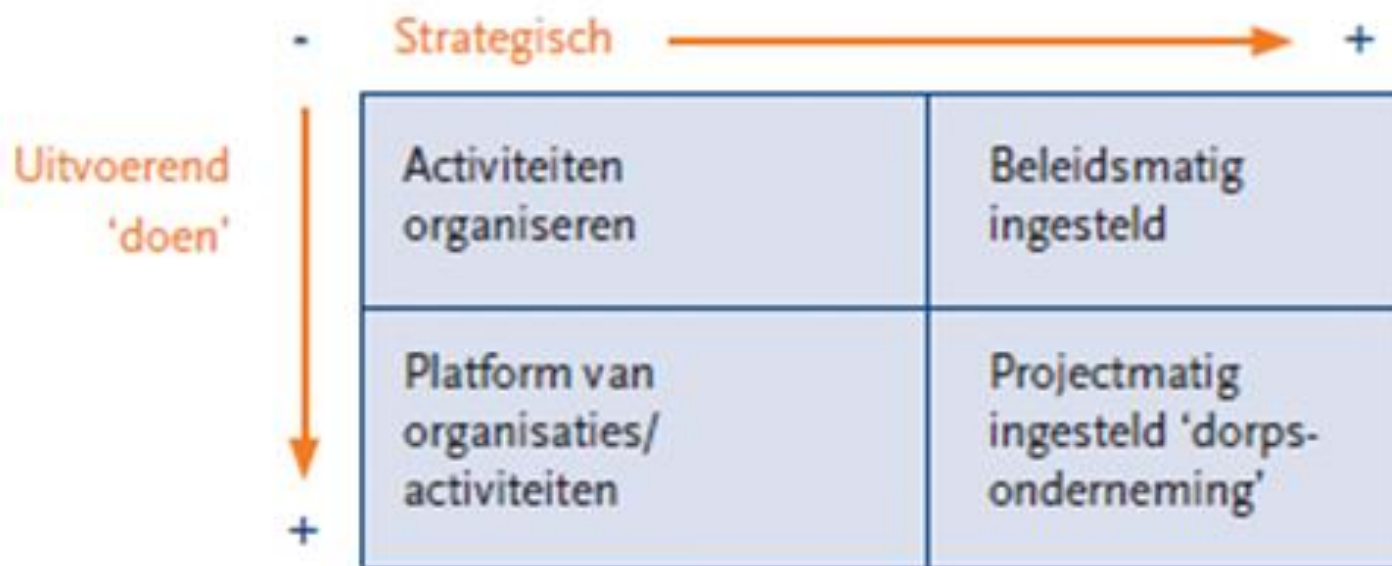 - Strategisch +
Uitvoerend
‘doen’
Activiteiten
organiseren
Beleidsmatig
ingesteld
Platform van
organisaties/
activiteiten
Projectmatig
ingesteld ‘dorps-
onderneming’
+